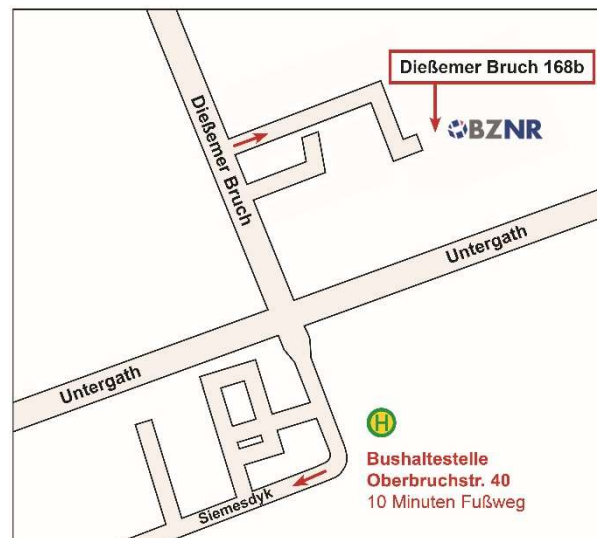 Dießemer Bruch 168b
BZNR
Dießemer Bruch
Untergath
Untergath
H
Bushaltestelle
Oberbruchstr. 40
10 Minuten Fußweg
Siemesdyk